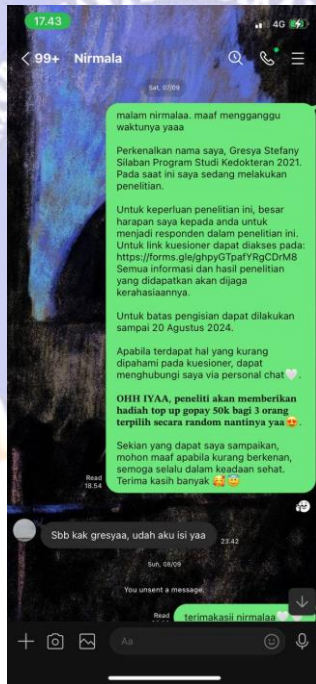 17.43
4G
99+ Nirmala
Sat, 07/09
malam nirmalaa. maaf mengganggu
waktunya yaaa
Perkenalkan nama saya, Gresya Stefany
Silaban Program Studi Kedokteran 2021.
Pada saat ini saya sedang melakukan
penelitian.
Untuk keperluan penelitian ini, besar
harapan saya kepada anda untuk
menjadi responden dalam penelitian ini.
Untuk link kuesioner dapat diakses pada:
https://forms.gle/ghpyGTpafYRgCDrM8
Semua informasi dan hasil penelitian
yang didapatkan akan dijaga
kerahasiaannya.
Untuk batas pengisian dapat dilakukan
sampai 20 Agustus 2024.
Apabila terdapat hal yang kurang
dipahami pada kuesioner, dapat
menghubungi saya via personal chat🤍.
OHH IYAA, peneliti akan memberikan
hadiah top up gopay 50k bagi 3 orang
terpilih secara random nantinya yaa😍.
Sekian yang dapat saya sampaikan,
mohon maaf apabila kurang berkenan,
semoga selalu dalam keadaan sehat.
Terima kasih banyak 🥰😇
Read
18.54
Sbb kak gresyaa, udah aku isi yaa
23.42
Sun, 08/09
You unsent a message.
Read
terimakasii nirmalaa🤍
Aa